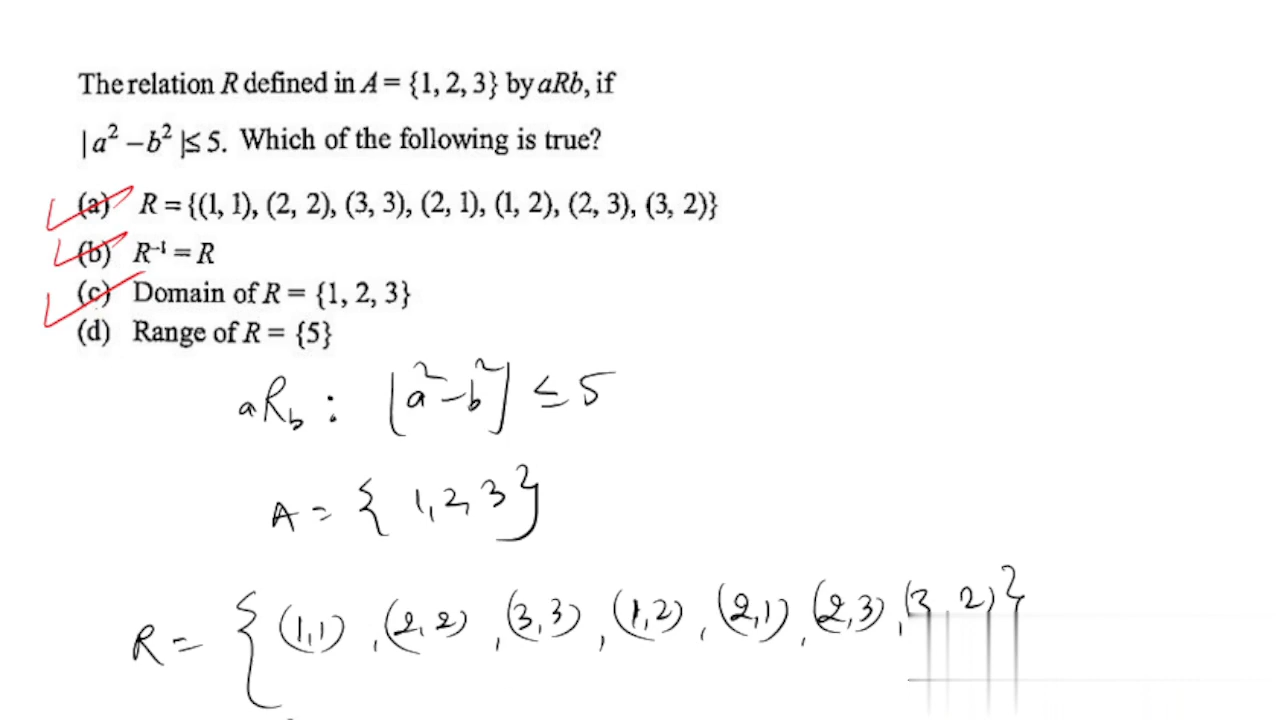 The relation R defined in A = {1, 2, 3} by aRb, if
|a² − b²| ≤ 5. Which of the following is true?
(a) R = {(1, 1), (2, 2), (3, 3), (2, 1), (1, 2), (2, 3), (3, 2)}
(b) R⁻¹ = R
(c) Domain of R = {1, 2, 3}
(d) Range of R = {5}
aRb : |a² − b²| ≤ 5
A = { 1, 2, 3 }
R = { (1,1) , (2, 2) , (3, 3) , (1, 2) , (2,1) , (2, 3) , (3, 2) }